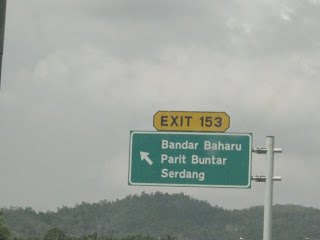 EXIT 153
Bandar Baharu
Parit Buntar
Serdang